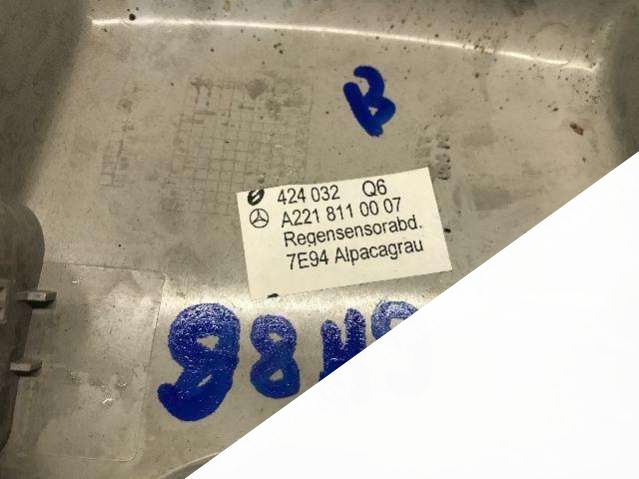 B
424 032 Q6
A221 811 00 07
Regensensorabd.
7E94 Alpacagrau